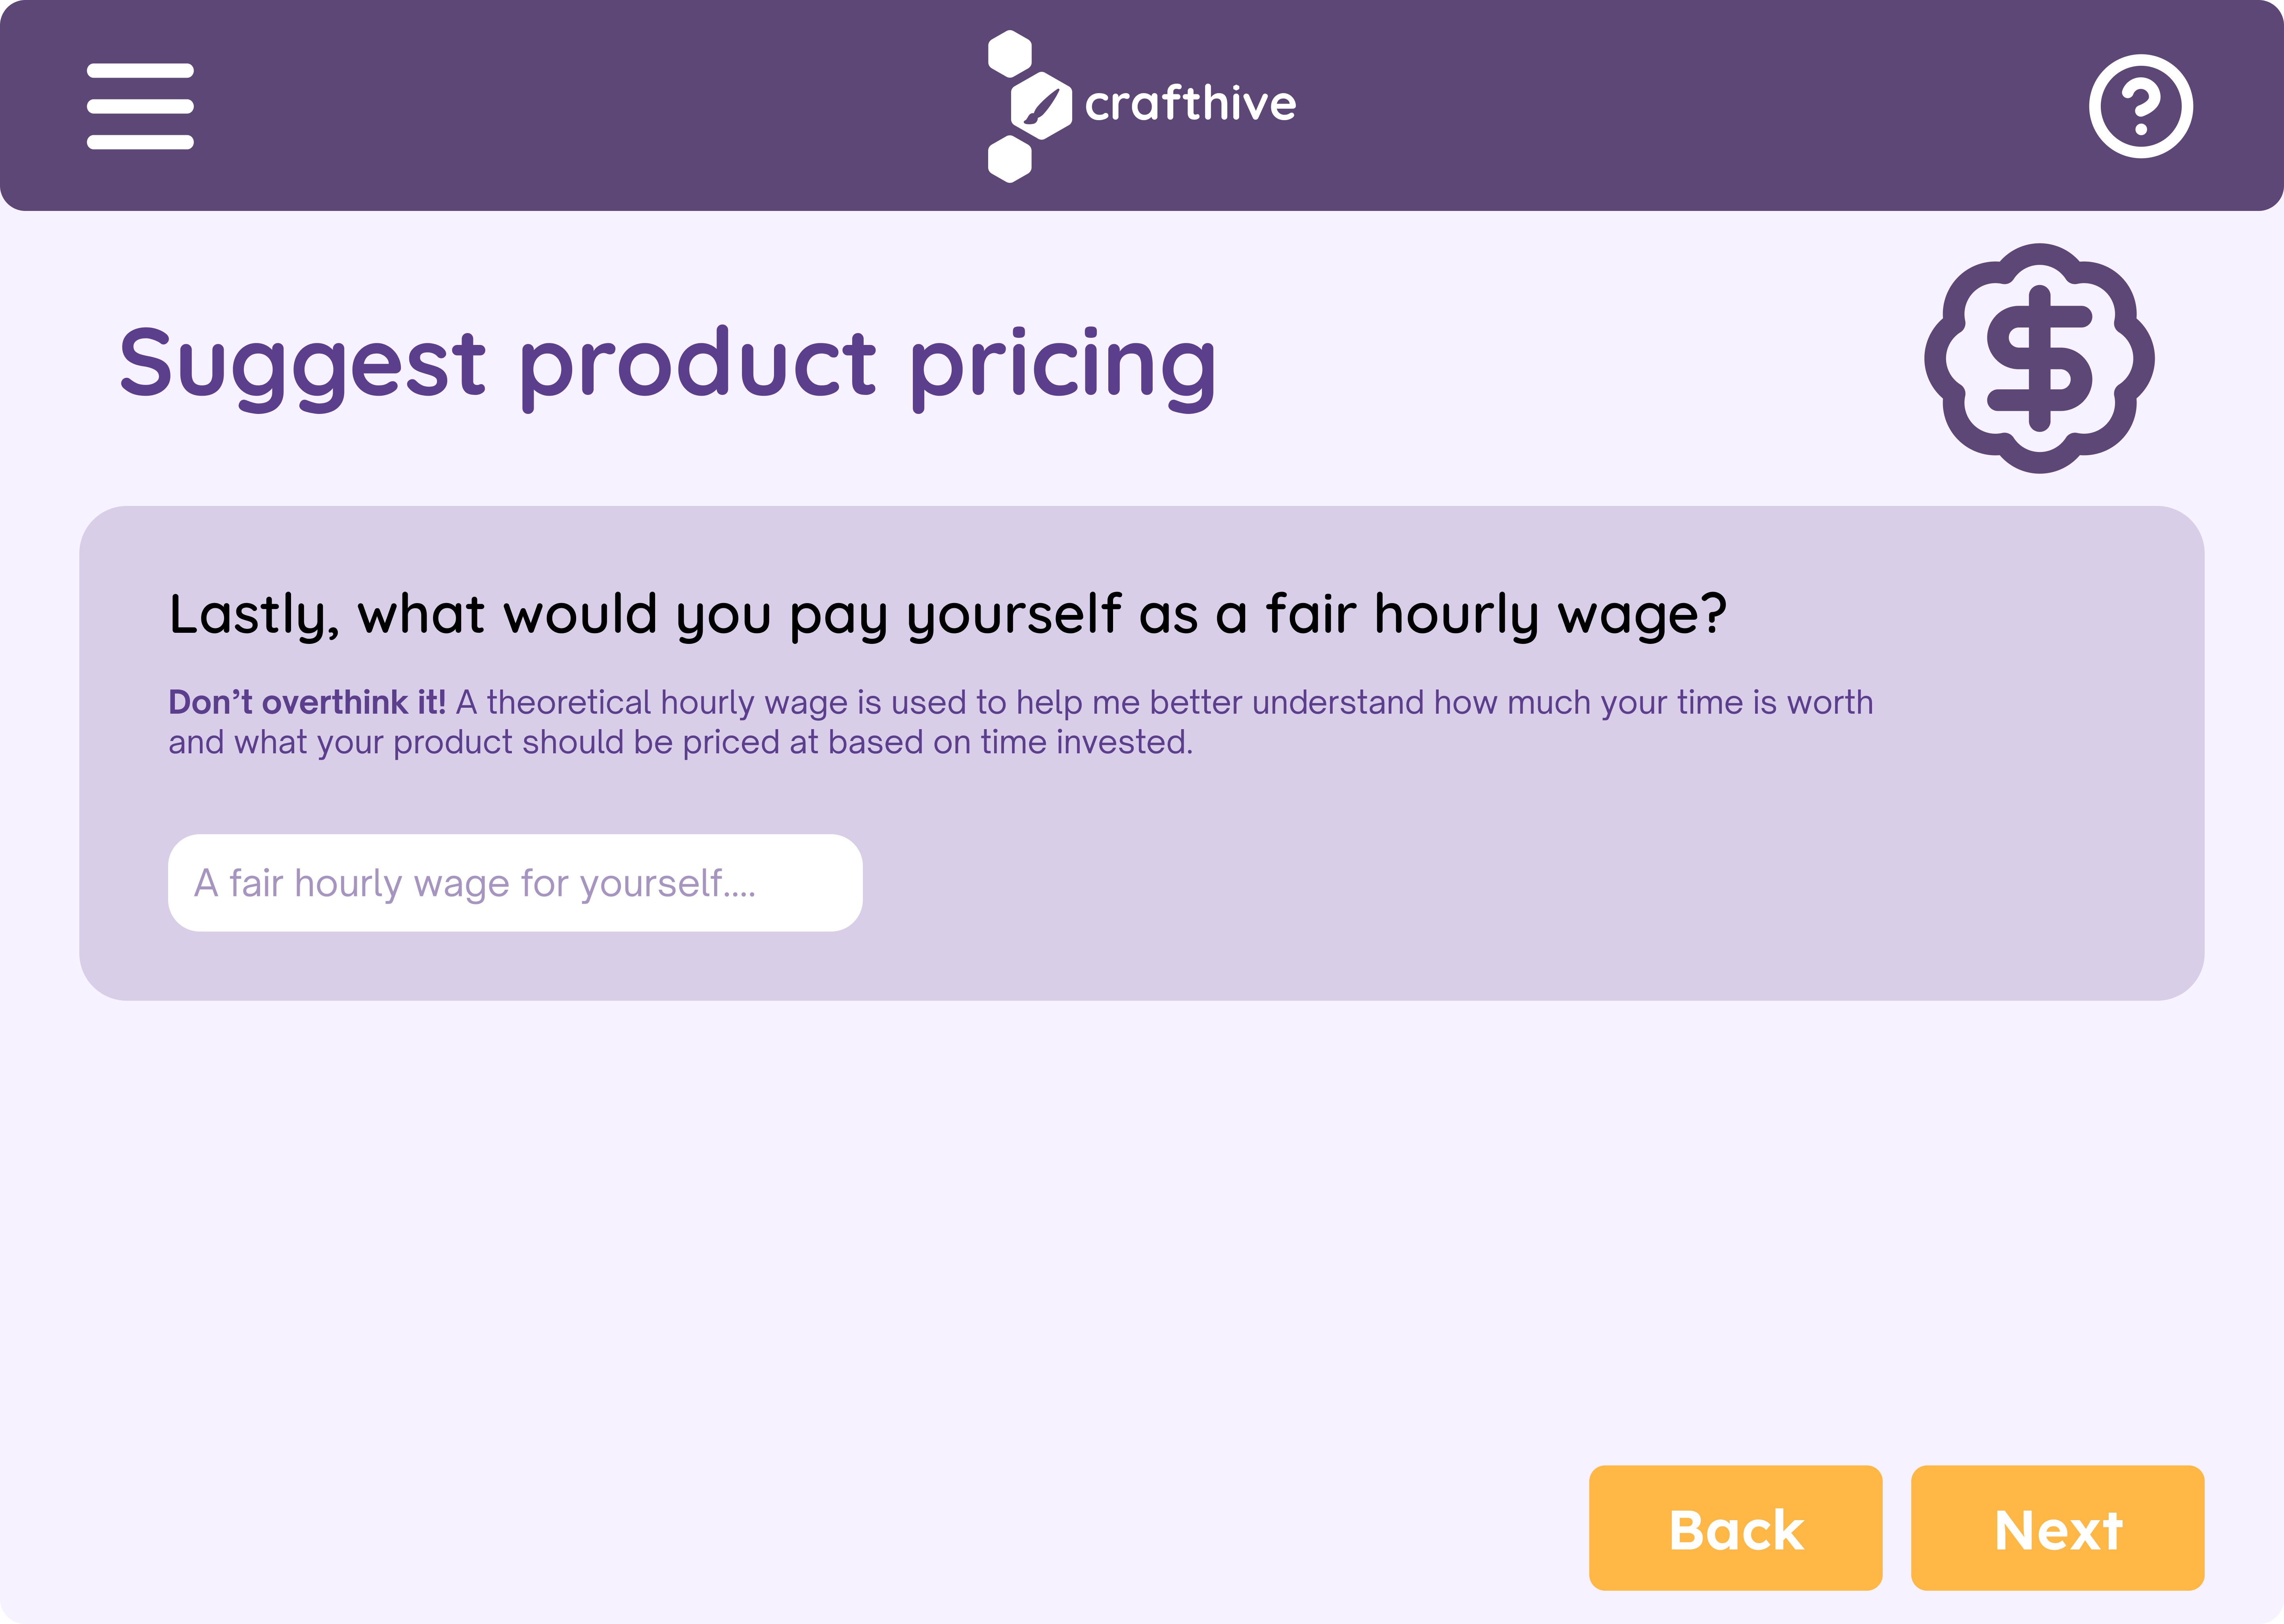 crafthive
Suggest product pricing
Lastly, what would you pay yourself as a fair hourly wage?
Don’t overthink it! A theoretical hourly wage is used to help me better understand how much your time is worth
and what your product should be priced at based on time invested.
A fair hourly wage for yourself....
Back
Next